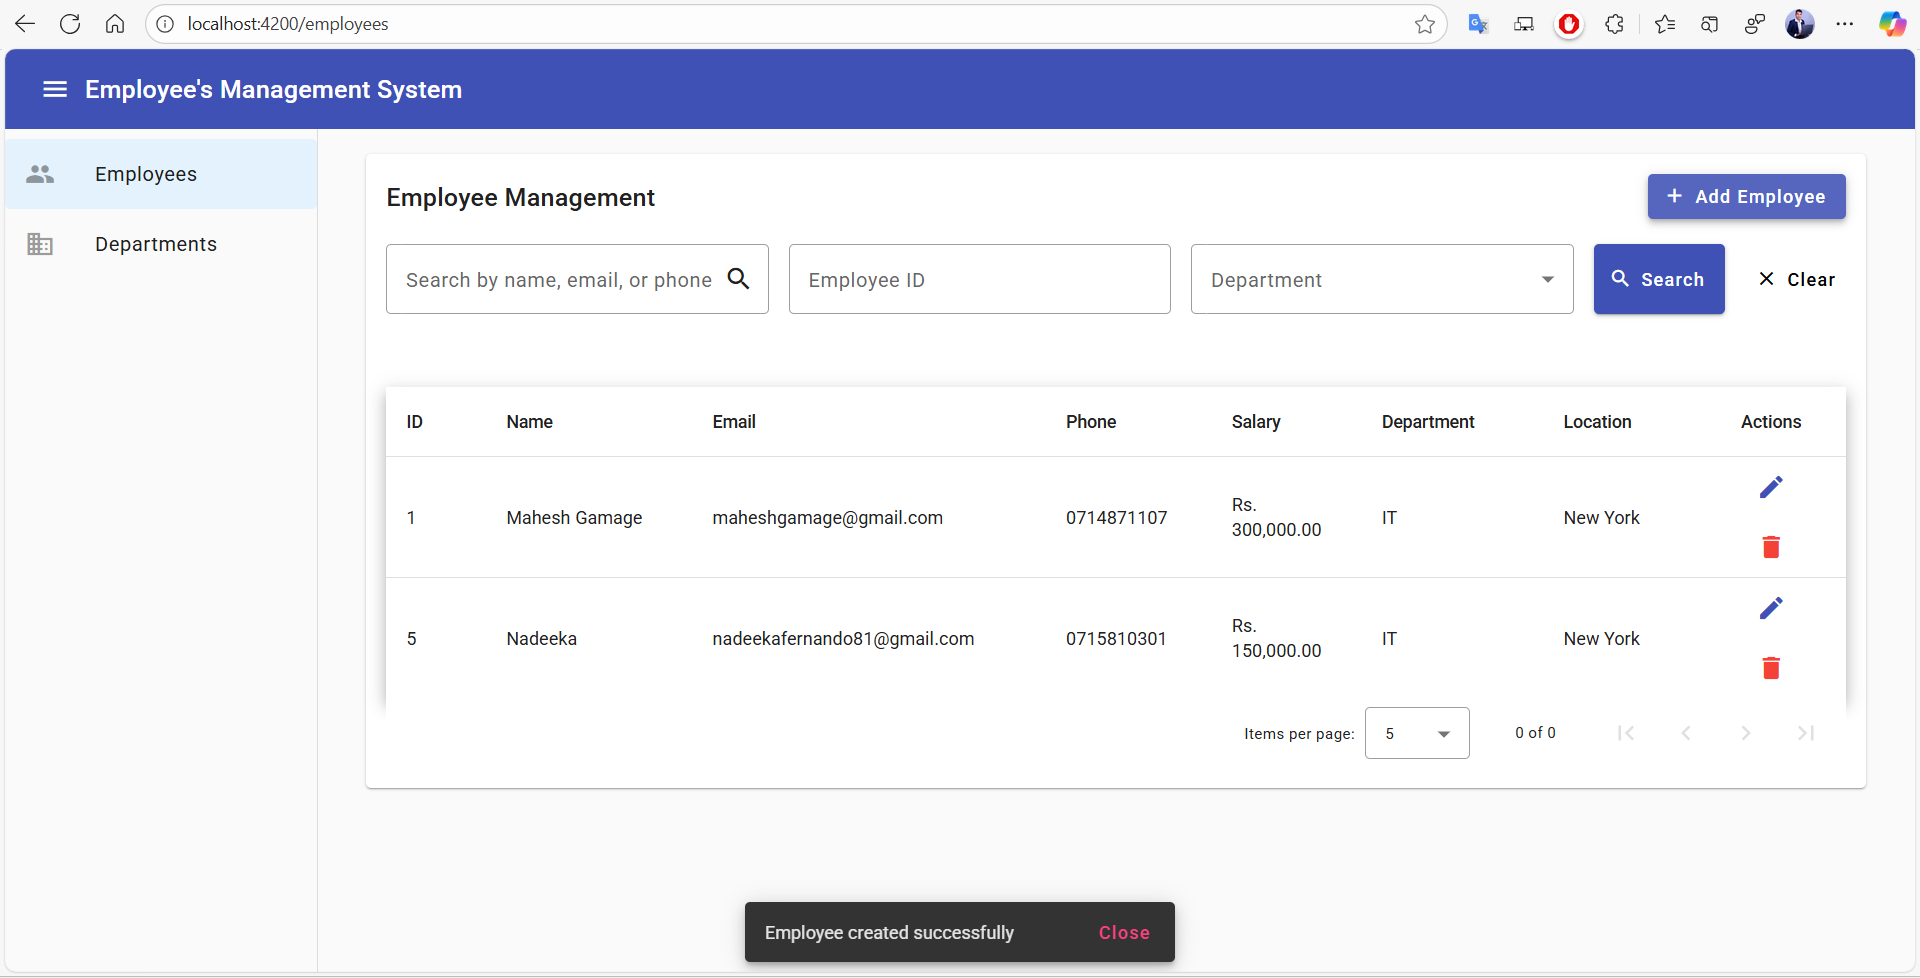 localhost:4200/employees
Employee's Management System
Employees
Departments
Employee Management
+ Add Employee
Search by name, email, or phone
Employee ID
Department
Search
Clear
ID Name Email Phone Salary Department Location Actions
1 Mahesh Gamage maheshgamage@gmail.com 0714871107 Rs. 300,000.00 IT New York
5 Nadeeka nadeekafernando81@gmail.com 0715810301 Rs. 150,000.00 IT New York
Items per page: 5 0 of 0
Employee created successfully Close